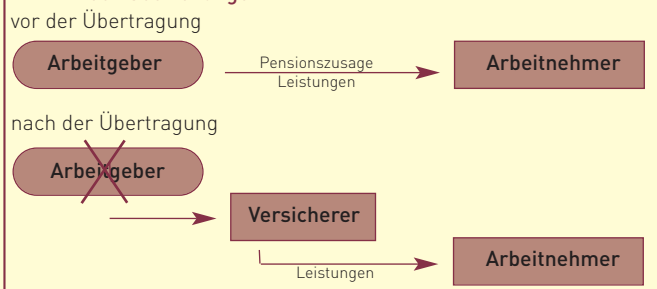 vor der Übertragung
Arbeitgeber
Pensionszusage
Leistungen
Arbeitnehmer
nach der Übertragung
Arbeitgeber
Versicherer
Leistungen
Arbeitnehmer